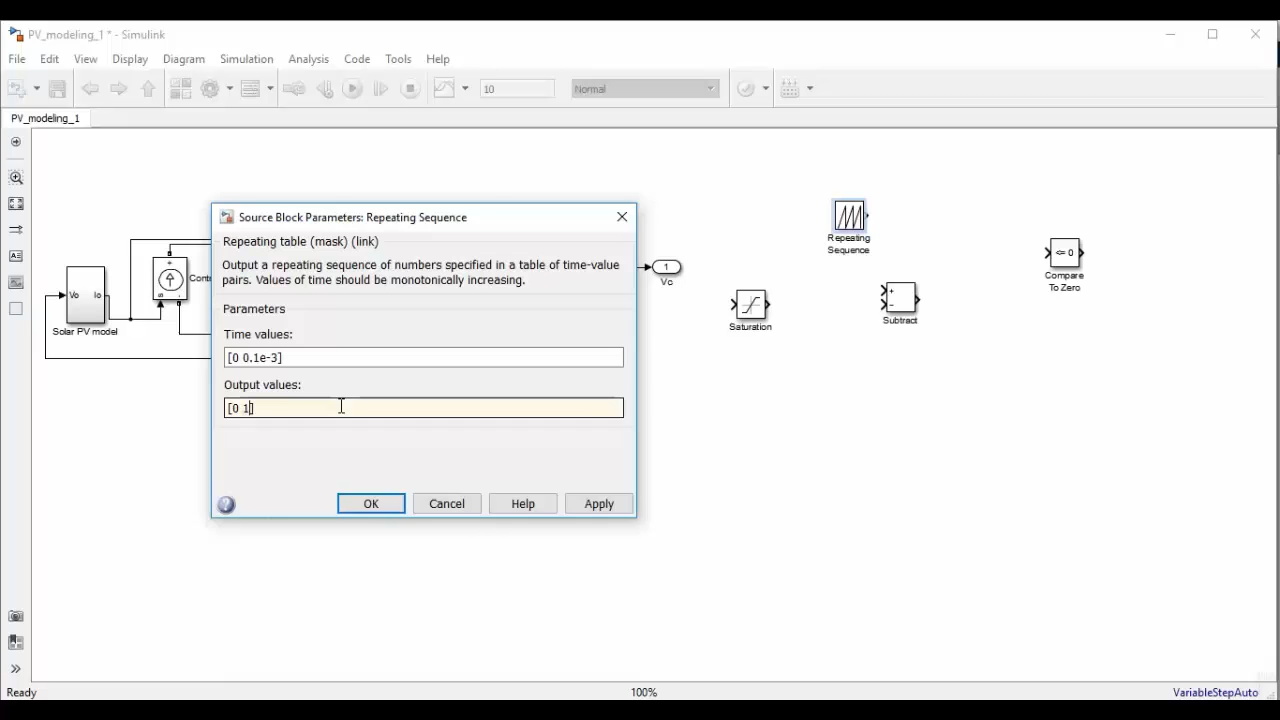 PV_modeling_1 * - Simulink
File Edit View Display Diagram Simulation Analysis Code Tools Help
10 Normal
PV_modeling_1
Vo Io
Solar PV model
+
s -
Source Block Parameters: Repeating Sequence
Repeating table (mask) (link)
Output a repeating sequence of numbers specified in a table of time-value
pairs. Values of time should be monotonically increasing.
Parameters
Time values:
[0 0.1e-3]
Output values:
[0 1]
OK Cancel Help Apply
1
Vc
Saturation
Repeating
Sequence
+
-
Subtract
<= 0
Compare
To Zero
Ready 100% VariableStepAuto